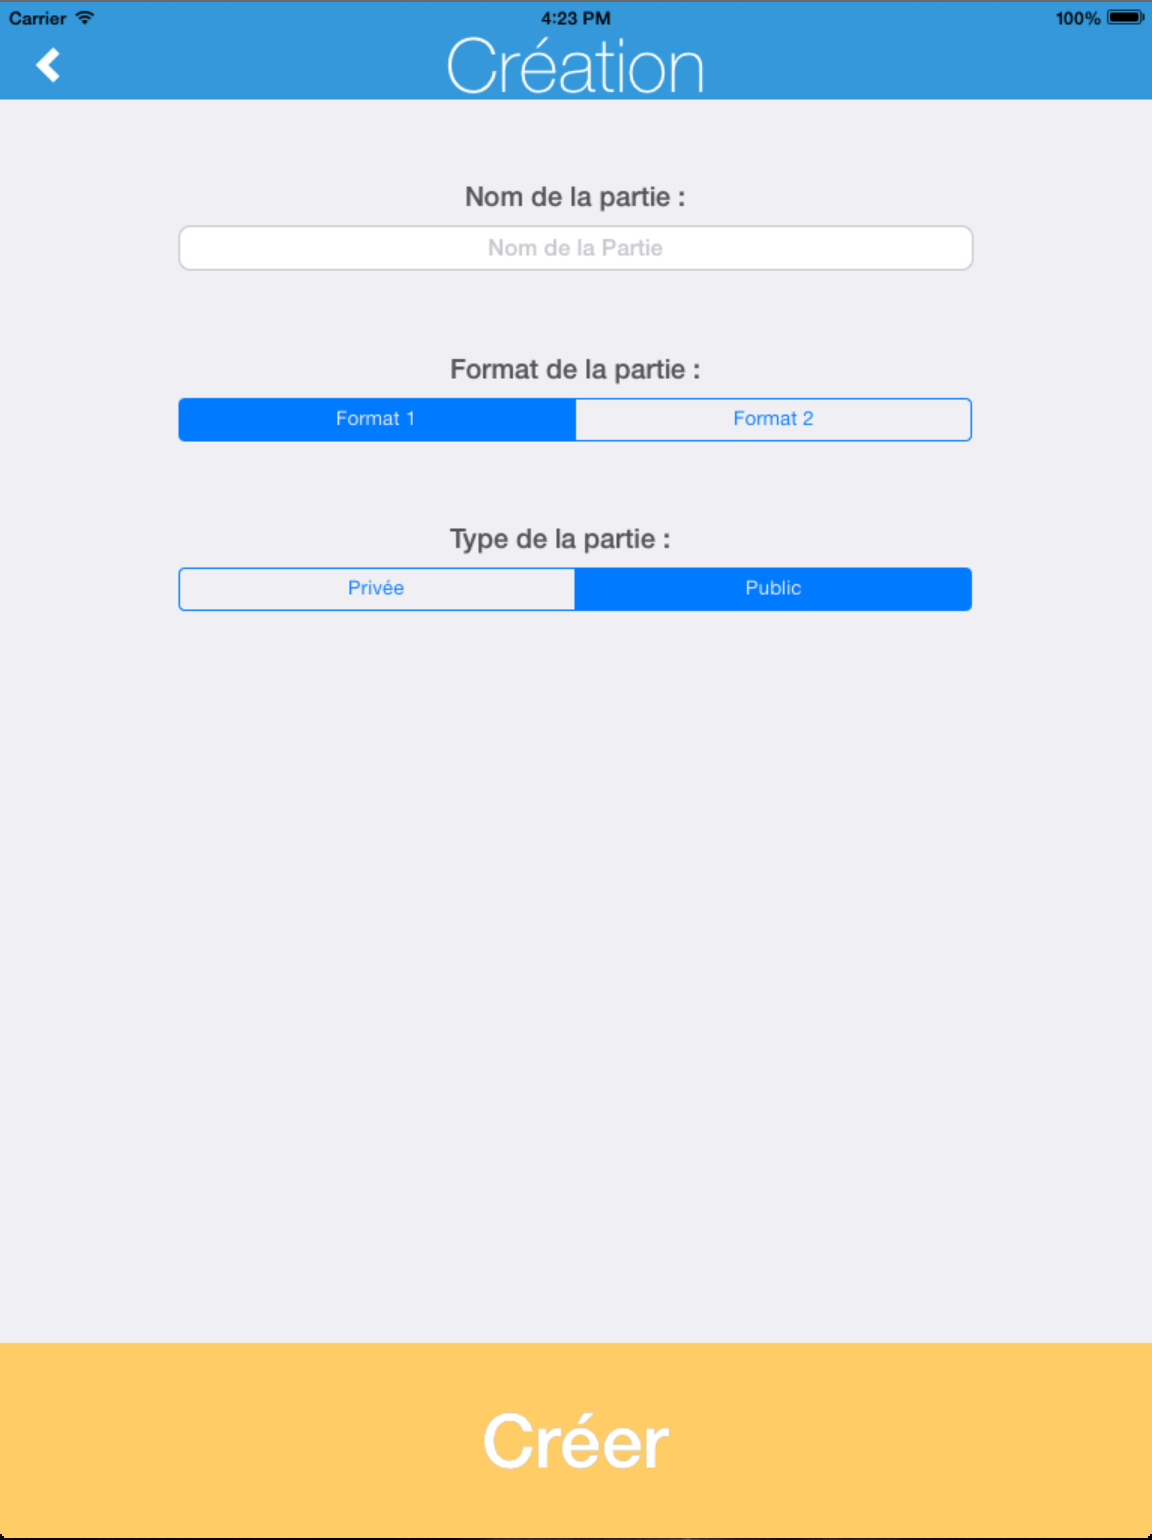 Carrier 4:23 PM 100%
Création
Nom de la partie :
Nom de la Partie
Format de la partie :
Format 1 Format 2
Type de la partie :
Privée Public
Créer